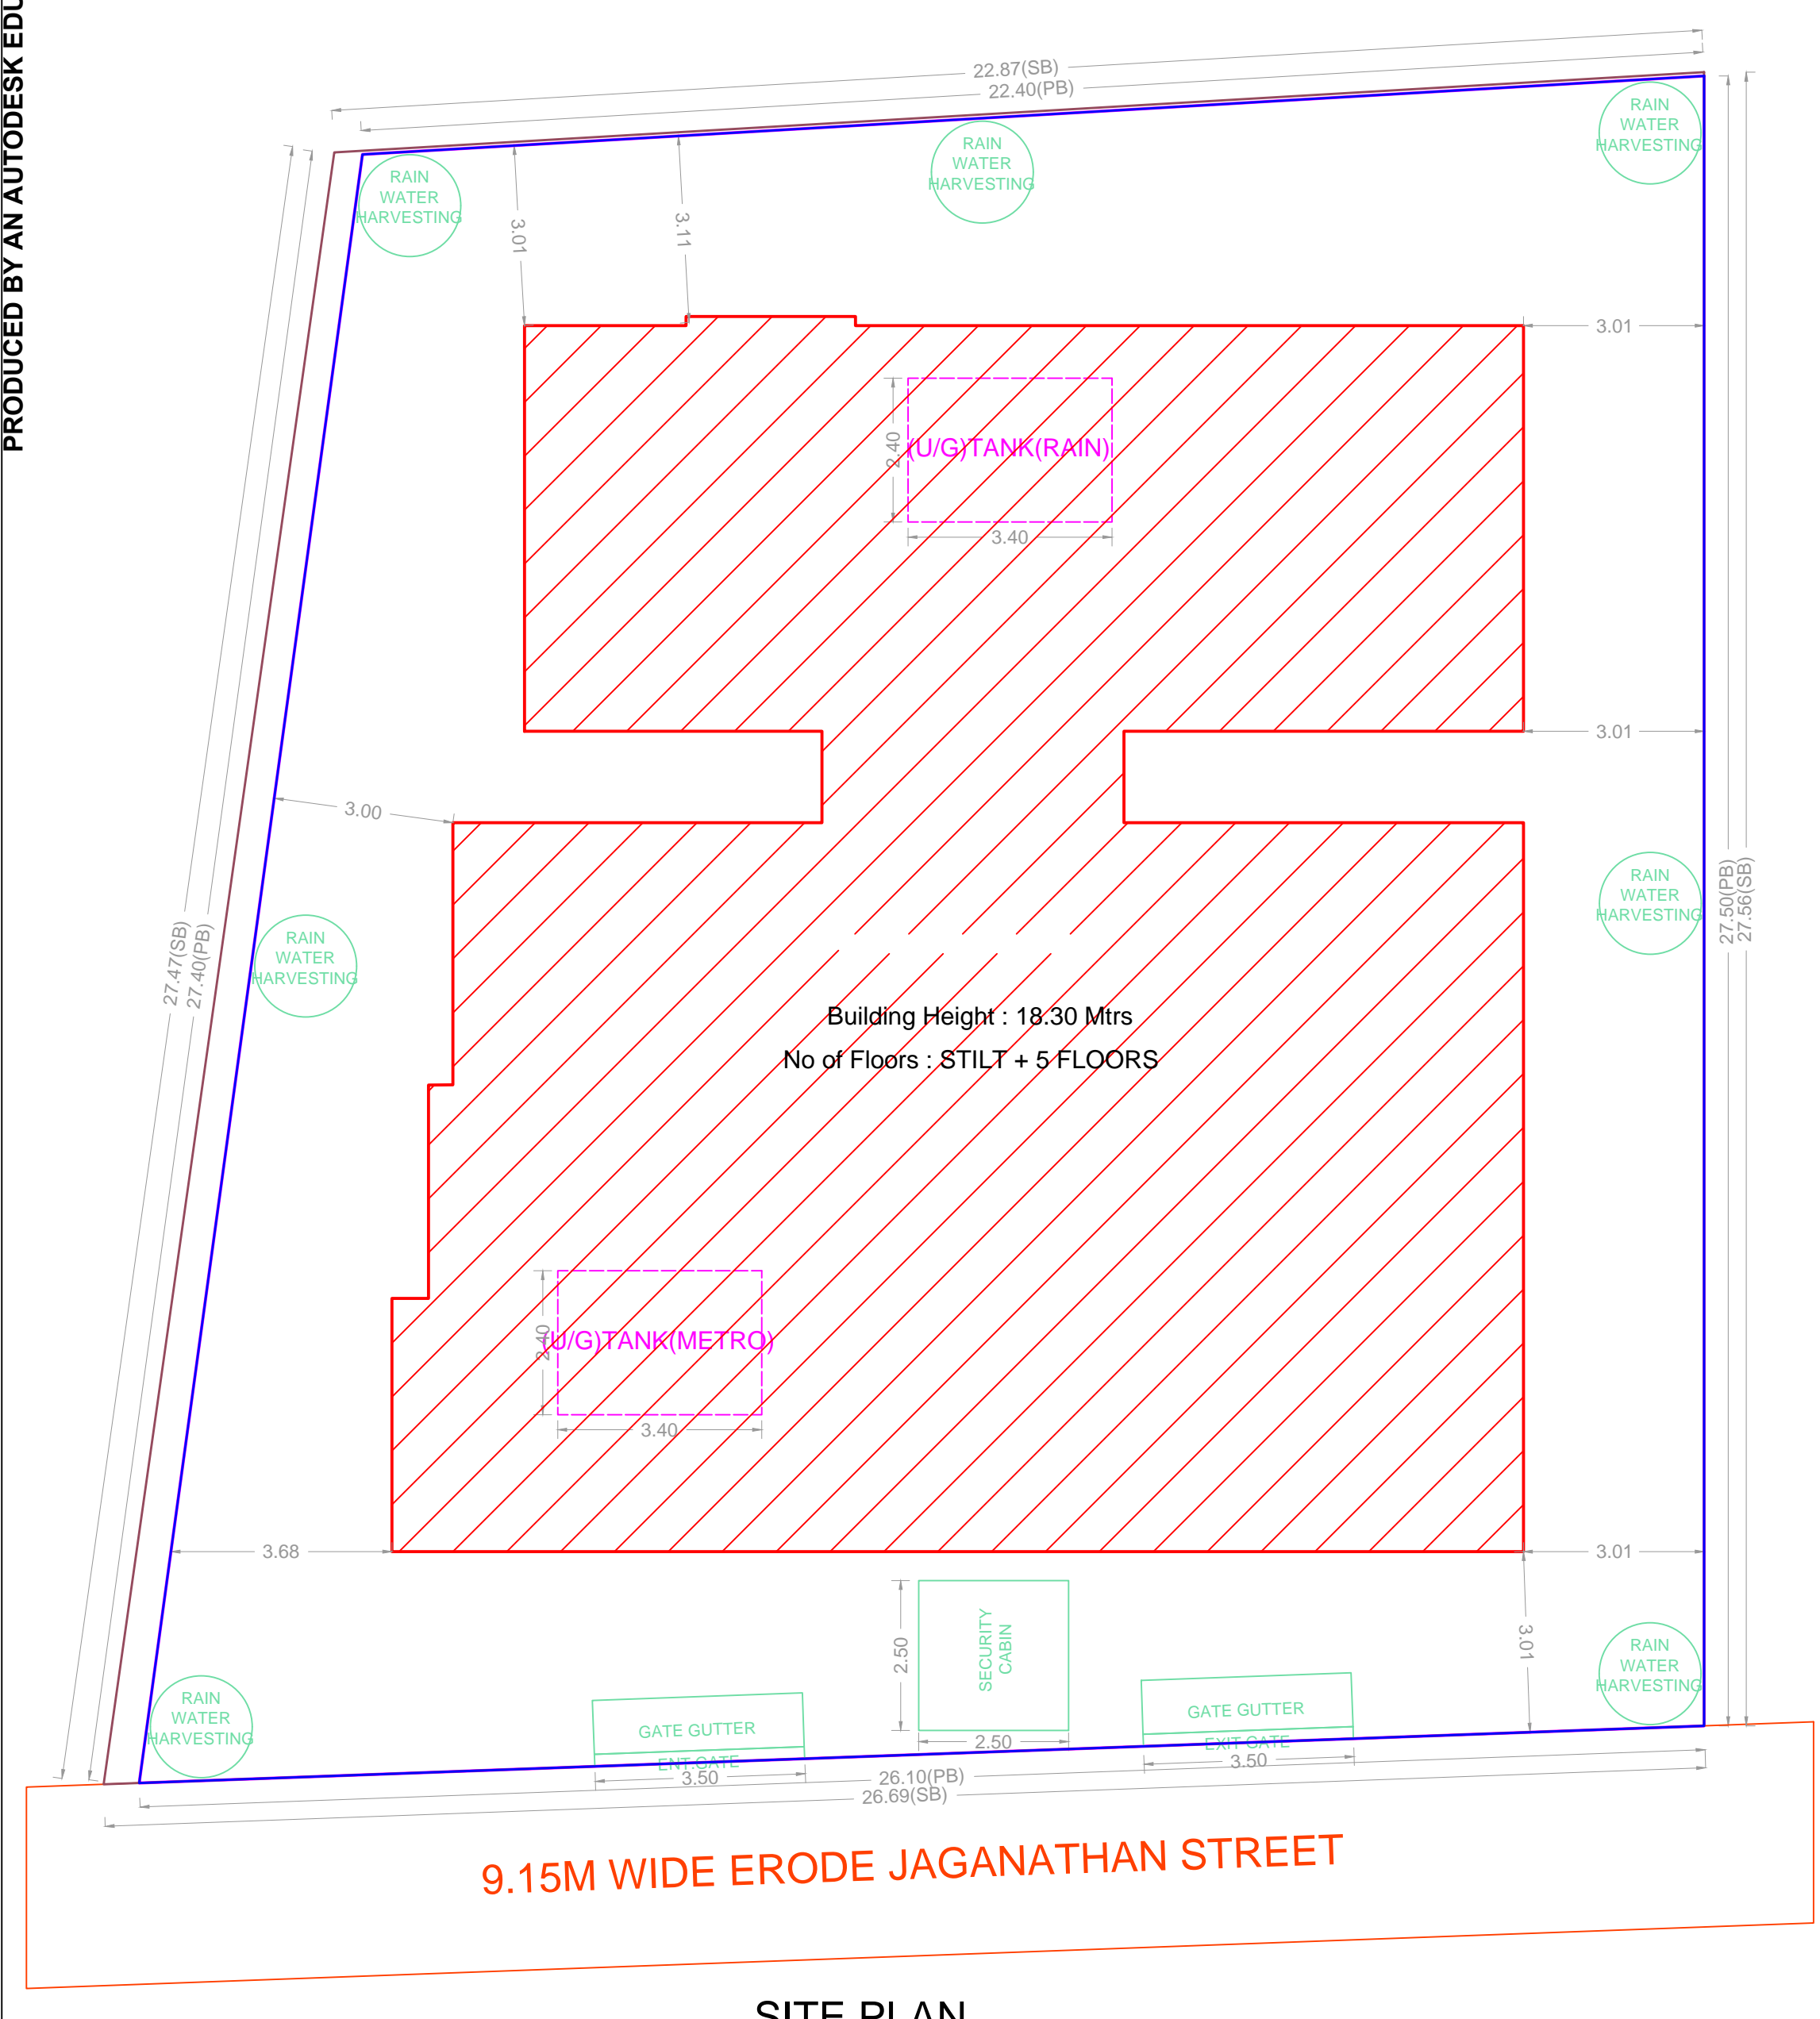 PRODUCED BY AN AUTODESK EDU
22.87(SB)
22.40(PB)
RAIN
WATER
HARVESTING
RAIN
WATER
HARVESTING
RAIN
WATER
HARVESTING
3.01
3.11
3.01
2.40
(U/G)TANK(RAIN)
3.40
3.01
3.00
27.47(SB)
27.40(PB)
27.50(PB)
27.56(SB)
RAIN
WATER
HARVESTING
RAIN
WATER
HARVESTING
Building Height : 18.30 Mtrs
No of Floors : STILT + 5 FLOORS
2.40
(U/G)TANK(METRO)
3.40
3.68
3.01
2.50
SECURITY
CABIN
3.01
RAIN
WATER
HARVESTING
RAIN
WATER
HARVESTING
GATE GUTTER
ENT.GATE
3.50
2.50
GATE GUTTER
EXIT GATE
3.50
26.10(PB)
26.69(SB)
9.15M WIDE ERODE JAGANATHAN STREET
SITE PLAN